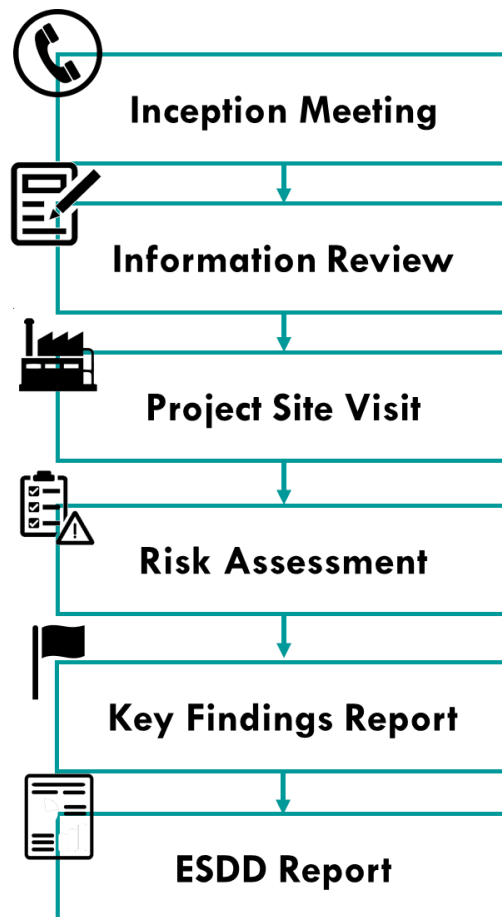 Inception Meeting
Information Review
Project Site Visit
Risk Assessment
Key Findings Report
ESDD Report